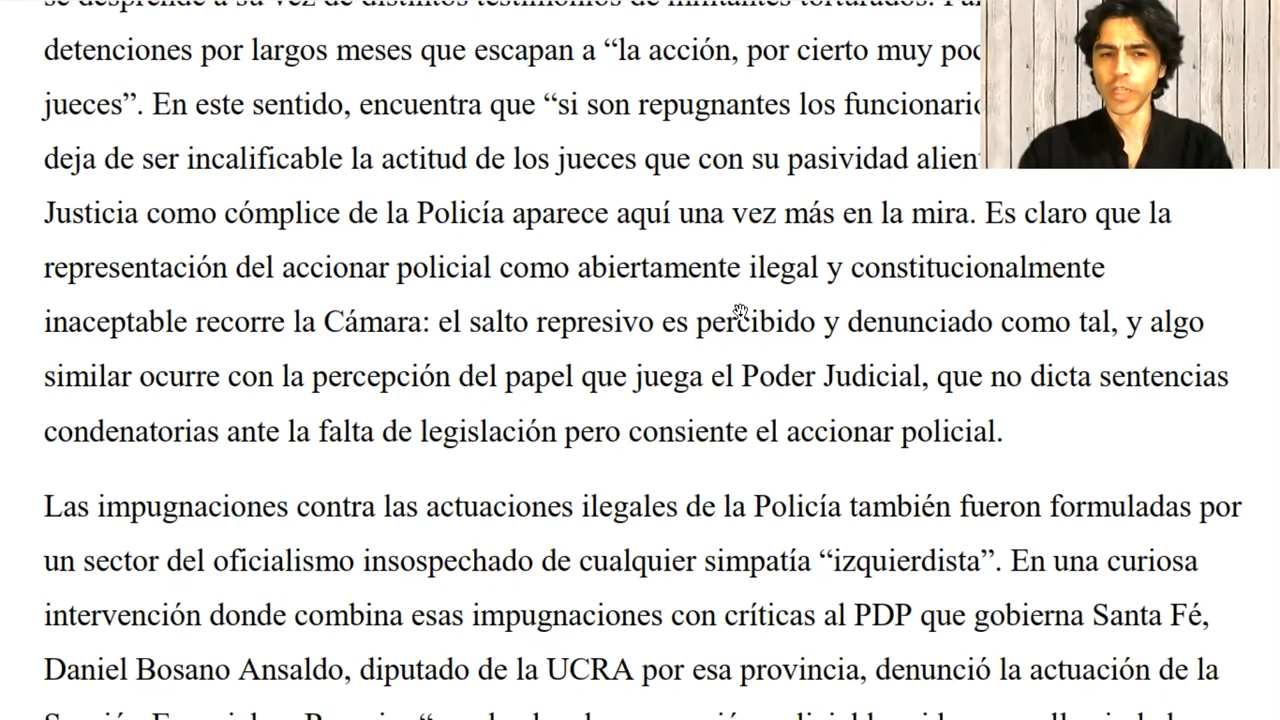 detenciones por largos meses que escapan a “la acción, por cierto muy
jueces”. En este sentido, encuentra que “si son repugnantes los
deja de ser incalificable la actitud de los jueces que con su pasividad
Justicia como cómplice de la Policía aparece aquí una vez más en la mira. Es claro que la
representación del accionar policial como abiertamente ilegal y constitucionalmente
inaceptable recorre la Cámara: el salto represivo es percibido y denunciado como tal, y algo
similar ocurre con la percepción del papel que juega el Poder Judicial, que no dicta sentencias
condenatorias ante la falta de legislación pero consiente el accionar policial.
Las impugnaciones contra las actuaciones ilegales de la Policía también fueron formuladas por
un sector del oficialismo insospechado de cualquier simpatía “izquierdista”. En una curiosa
intervención donde combina esas impugnaciones con críticas al PDP que gobierna Santa Fé,
Daniel Bosano Ansaldo, diputado de la UCRA por esa provincia, denunció la actuación de la